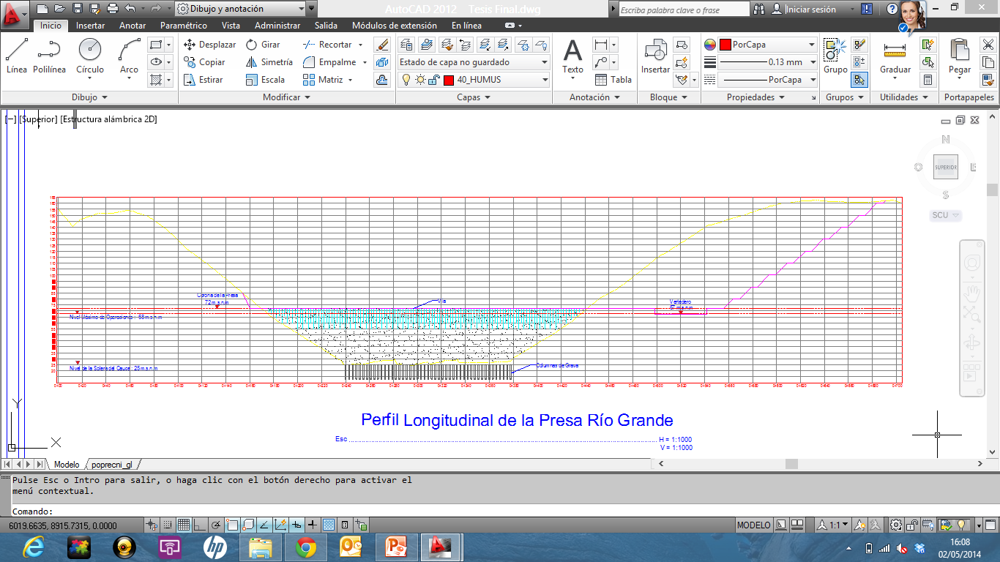 Dibujo y anotación
AutoCAD 2012 Tesis Final.dwg
Escriba palabra clave o frase
Iniciar sesión
Inicio Insertar Anotar Paramétrico Vista Administrar Salida Módulos de extensión En línea
Línea Polilínea Círculo Arco
Desplazar Girar Recortar
Copiar Simetría Empalme
Estirar Escala Matriz
Estado de capa no guardado
40_HUMUS
Texto
Tabla
Insertar
PorCapa
0.13 mm
PorCapa
Grupo
Graduar
Pegar
Dibujo Modificar Capas Anotación Bloque Propiedades Grupos Utilidades Portapapeles
[−] [Superior] [Estructura alámbrica 2D]
N
O SUPERIOR E
S
SCU
Corona de la Presa
72 m.s.n.m
Vía
Vertedero
67 m.s.n.m
Nivel Máximo de Operaciones : 68 m.s.n.m
Nivel de la Solera del Cauce : 25 m.s.n.m
Columnas de Grava
Perfil Longitudinal de la Presa Río Grande
Esc H = 1:1000
V = 1:1000
Y
X
Modelo poprecni_gl
Pulse Esc o Intro para salir, o haga clic con el botón derecho para activar el
menú contextual.
Comando:
6019.6635, 8915.7315, 0.0000
MODELO
1:1
16:08
02/05/2014